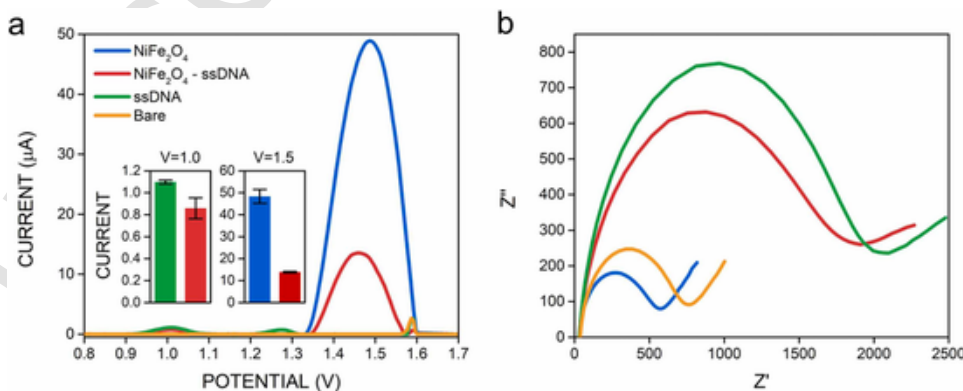 a
NiFe₂O₄
NiFe₂O₄ - ssDNA
ssDNA
Bare
V=1.0
V=1.5
CURRENT
1.2
1.0
0.8
0.6
0.4
0.2
0.0
60
50
40
30
20
10
0
CURRENT (μA)
50
40
30
20
10
0
0.8 0.9 1.0 1.1 1.2 1.3 1.4 1.5 1.6 1.7
POTENTIAL (V)
b
Z''
800
700
600
500
400
300
200
100
0
0 500 1000 1500 2000 2500
Z'